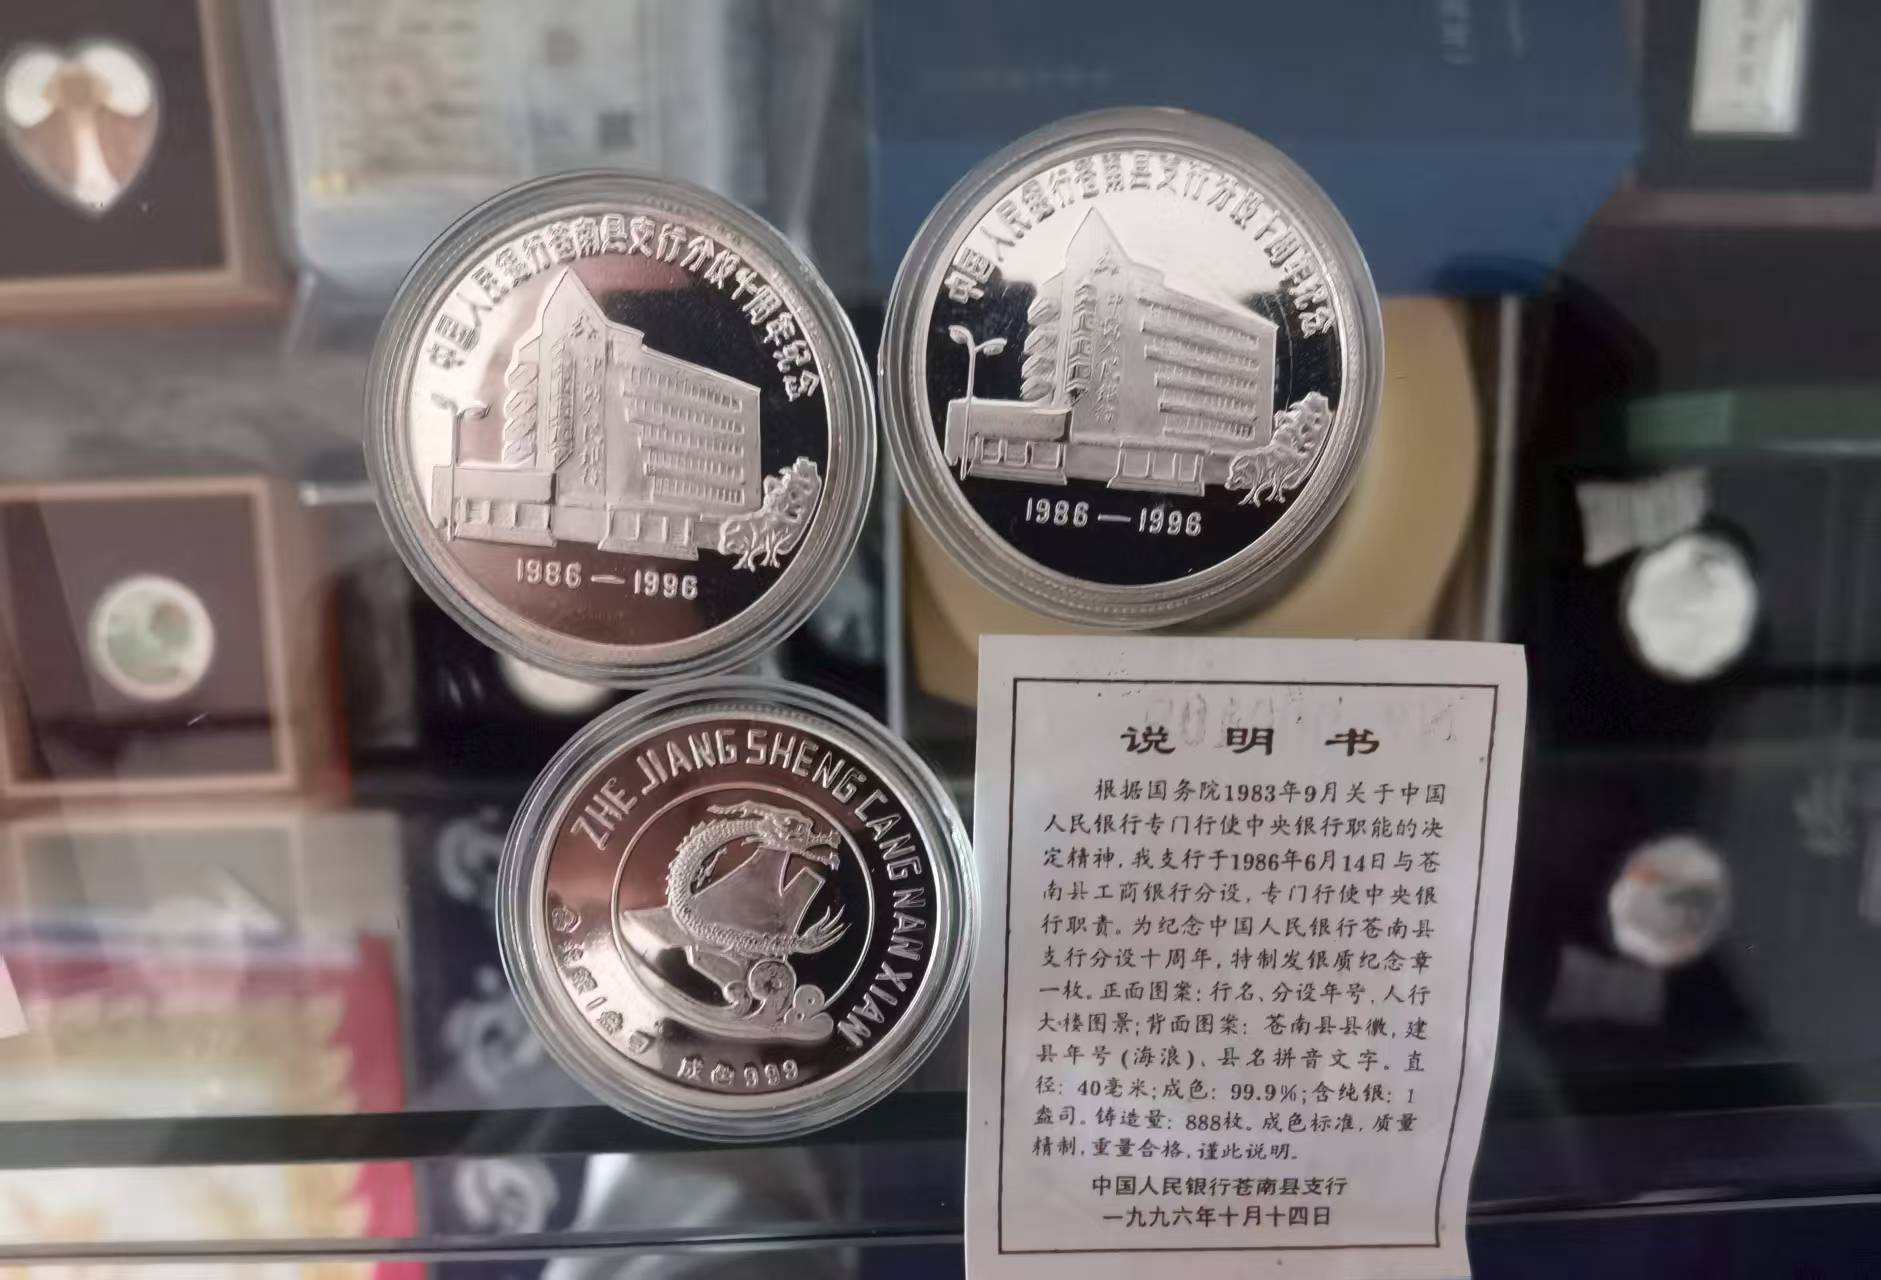 中国人民银行苍南县支行分设十周年纪念
中国人民银行
1986—1996
中国人民银行苍南县支行分设十周年纪念
中国人民银行
1986—1996
ZHE JIANG SHENG CANG NAN XIAN
成色999
说明书
根据国务院1983年9月关于中国
人民银行专门行使中央银行职能的决
定精神，我支行于1986年6月14日与苍
南县工商银行分设，专门行使中央银
行职责。为纪念中国人民银行苍南县
支行分设十周年，特制发银质纪念章
一枚。正面图案：行名、分设年号，人行
大楼图景；背面图案：苍南县县徽，建
县年号（海浪）、县名拼音文字。直
径：40毫米；成色：99.9%；含纯银：1
盎司。铸造量：888枚。成色标准，质量
精制，重量合格，谨此说明。
中国人民银行苍南县支行
一九九六年十月十四日